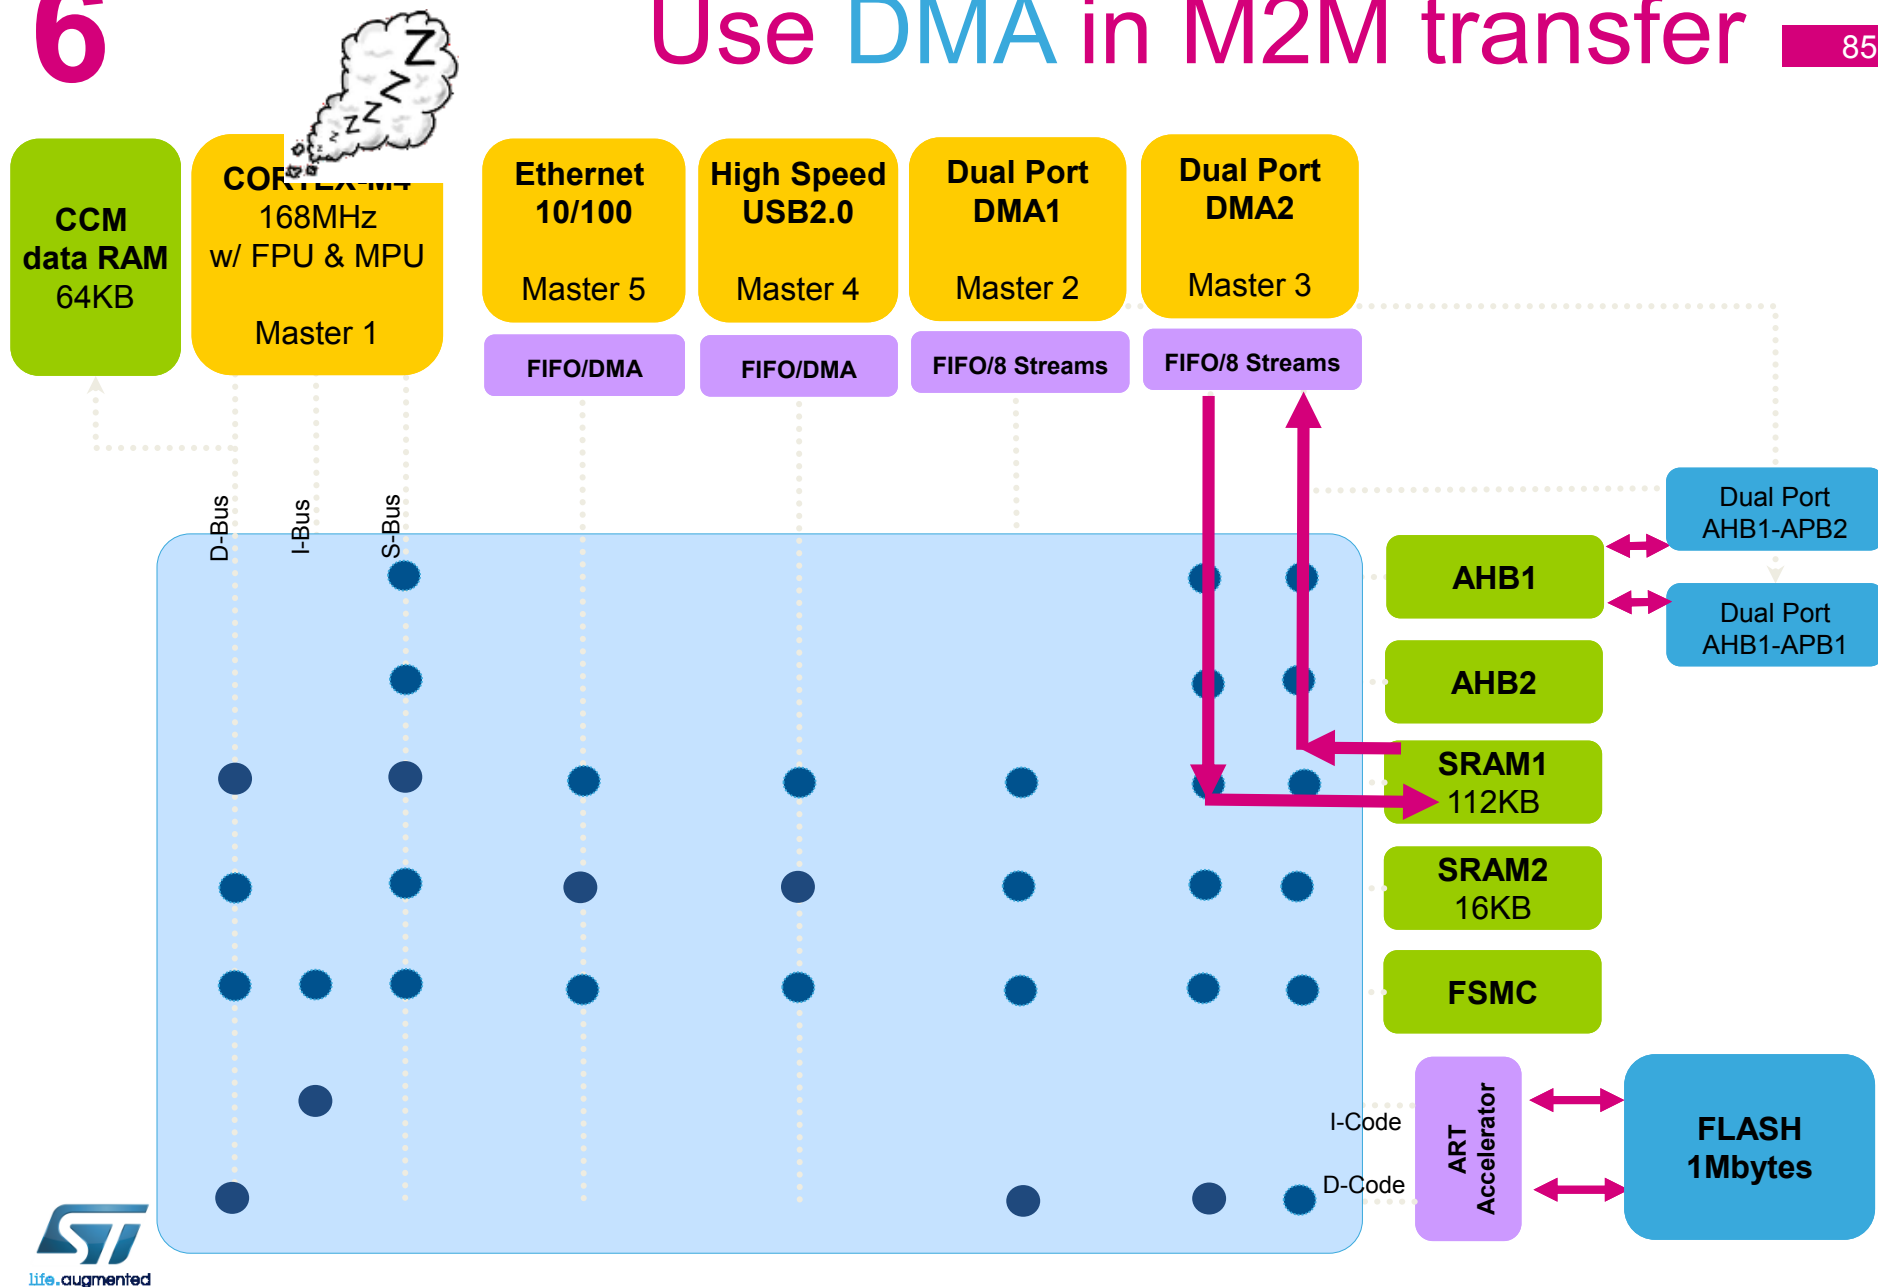 6
Use DMA in M2M transfer
85
Z
Z
Z
Z
Z
z
z
CCM
data RAM
64KB
CORTEX-M4
168MHz
w/ FPU & MPU
Master 1
Ethernet
10/100
Master 5
High Speed
USB2.0
Master 4
Dual Port
DMA1
Master 2
Dual Port
DMA2
Master 3
FIFO/DMA
FIFO/DMA
FIFO/8 Streams
FIFO/8 Streams
D-Bus
I-Bus
S-Bus
Dual Port
AHB1-APB2
AHB1
Dual Port
AHB1-APB1
AHB2
SRAM1
112KB
SRAM2
16KB
FSMC
I-Code
D-Code
ART
Accelerator
FLASH
1Mbytes
ST
life.augmented